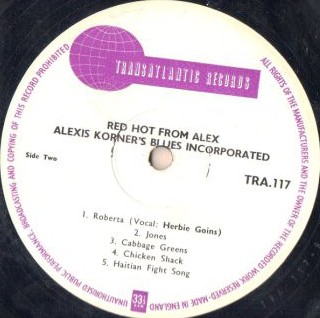 TRANSATLANTIC RECORDS
RED HOT FROM ALEX
ALEXIS KORNER'S BLUES INCORPORATED
Side Two
TRA.117
1. Roberta (Vocal: Herbie Goins)
2. Jones
3. Cabbage Greens
4. Chicken Shack
5. Haitian Fight Song
33⅓
ALL RIGHTS OF THE MANUFACTURERS AND THE OWNER OF THE RECORDED WORK RESERVED-MADE IN ENGLAND
UNAUTHORISED PUBLIC PERFORMANCE, BROADCASTING AND COPYING OF THIS RECORD PROHIBITED